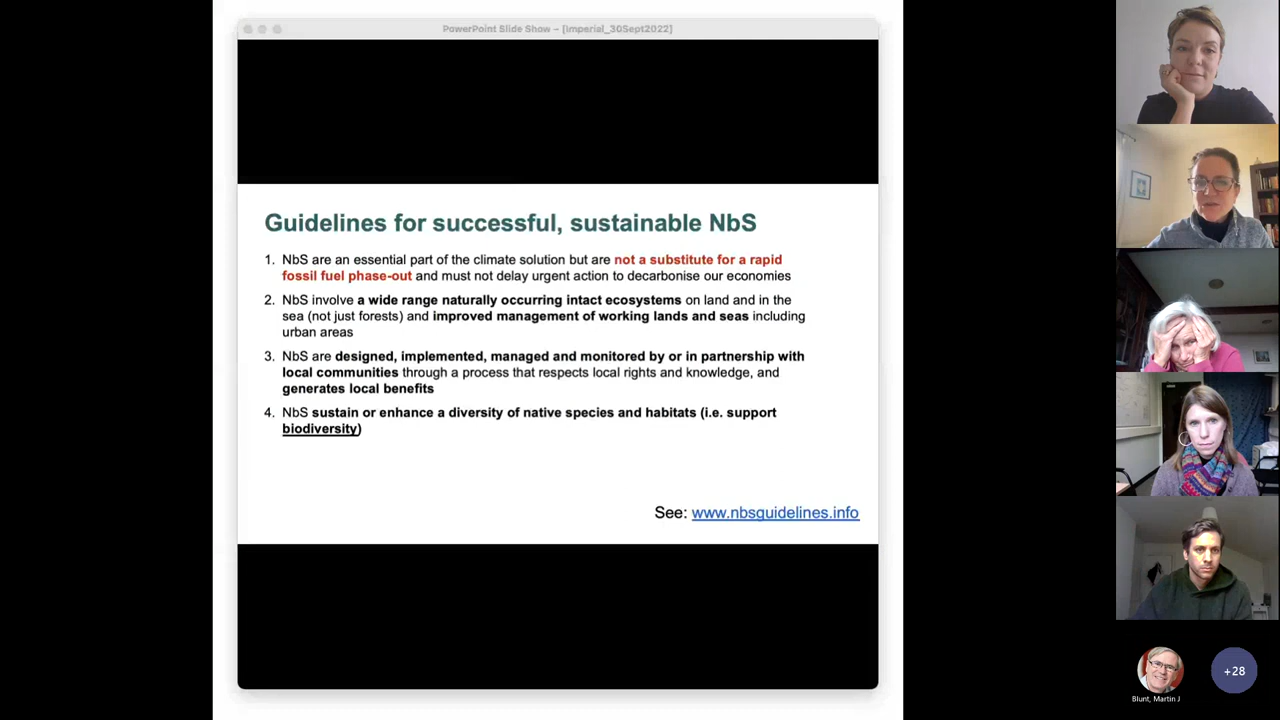 PowerPoint Slide Show – [Imperial_30Sept2022]
Guidelines for successful, sustainable NbS
1. NbS are an essential part of the climate solution but are not a substitute for a rapid
fossil fuel phase-out and must not delay urgent action to decarbonise our economies
2. NbS involve a wide range naturally occurring intact ecosystems on land and in the
sea (not just forests) and improved management of working lands and seas including
urban areas
3. NbS are designed, implemented, managed and monitored by or in partnership with
local communities through a process that respects local rights and knowledge, and
generates local benefits
4. NbS sustain or enhance a diversity of native species and habitats (i.e. support
biodiversity)
See: www.nbsguidelines.info
+28
Blunt, Martin J